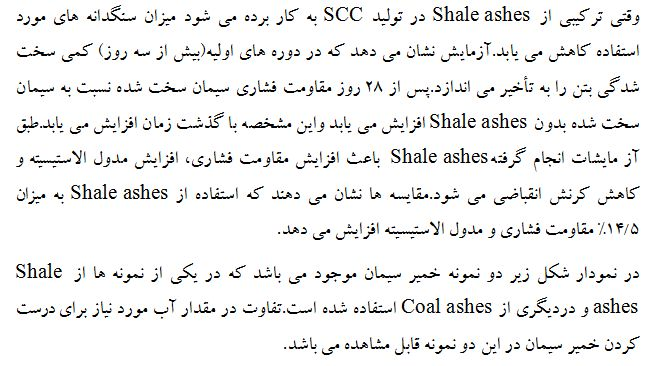 وقتی ترکیبی از Shale ashes در تولید SCC به کار برده می شود میزان سنگدانه های مورد
استفاده کاهش می یابد.آزمایش نشان می دهد که در دوره های اولیه(بیش از سه روز) کمی سخت
شدگی بتن را به تأخیر می اندازد.پس از ۲۸ روز مقاومت فشاری سیمان سخت شده نسبت به سیمان
سخت شده بدون Shale ashes افزایش می یابد واین مشخصه با گذشت زمان افزایش می یابد.طبق
آز مایشات انجام گرفته Shale ashes باعث افزایش مقاومت فشاری، افزایش مدول الاستیسیته و
کاهش کرنش انقباضی می شود.مقایسه ها نشان می دهند که استفاده از Shale ashes به میزان
۱۴/۵٪ مقاومت فشاری و مدول الاستیسیته افزایش می دهد.
در نمودار شکل زیر دو نمونه خمیر سیمان موجود می باشد که در یکی از نمونه ها از Shale
ashes و دردیگری از Coal ashes استفاده شده است.تفاوت در مقدار آب مورد نیاز برای درست
کردن خمیر سیمان در این دو نمونه قابل مشاهده می باشد.